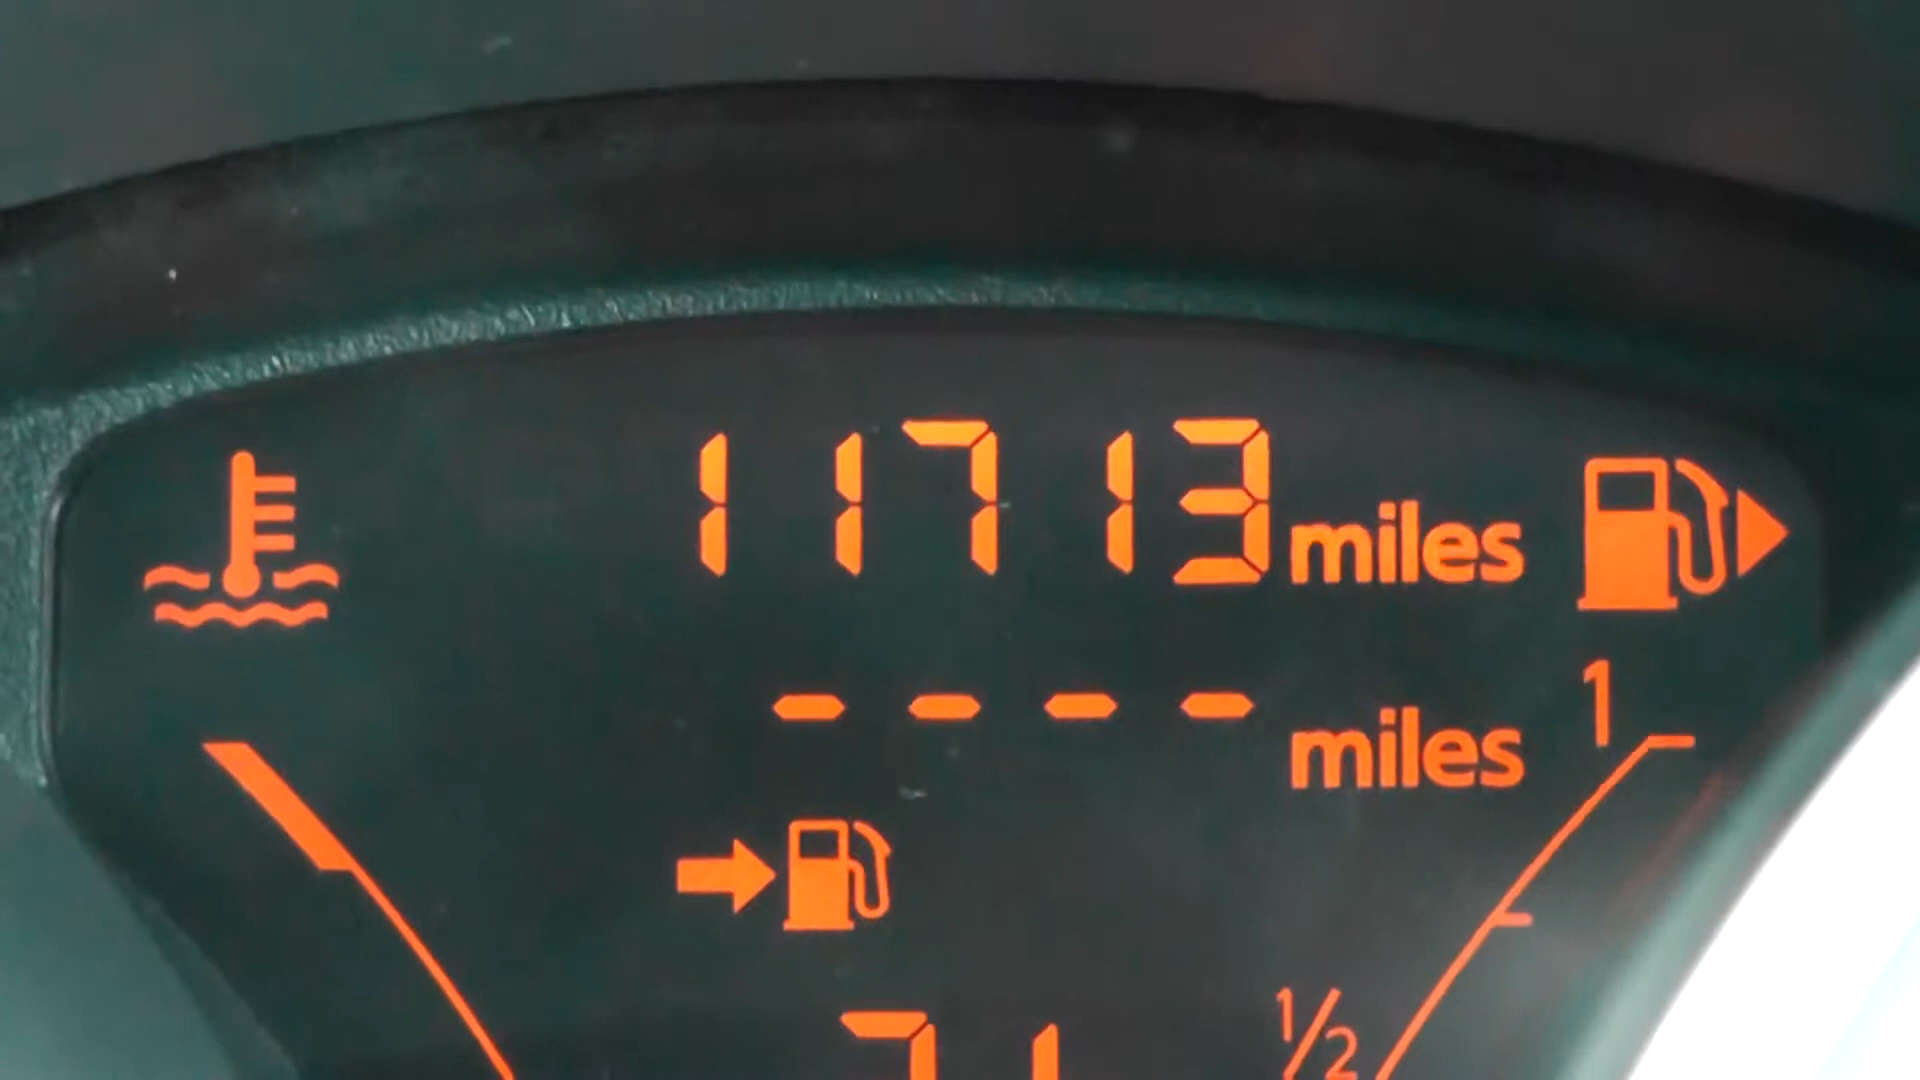 11713 miles
- - - - miles
1
1/2